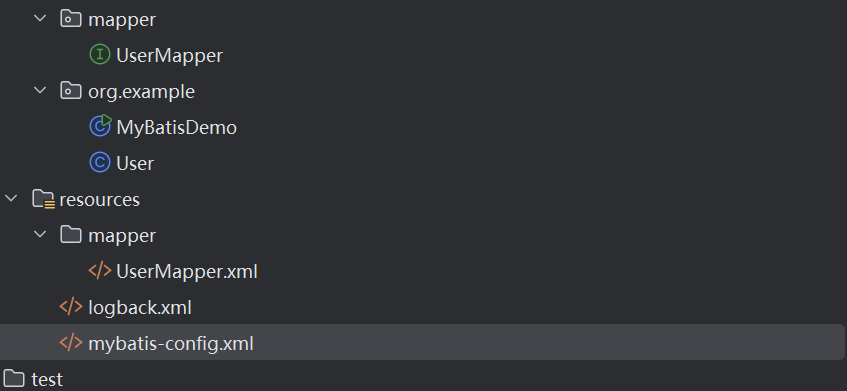 mapper
UserMapper
org.example
MyBatisDemo
User
resources
mapper
UserMapper.xml
logback.xml
mybatis-config.xml
test